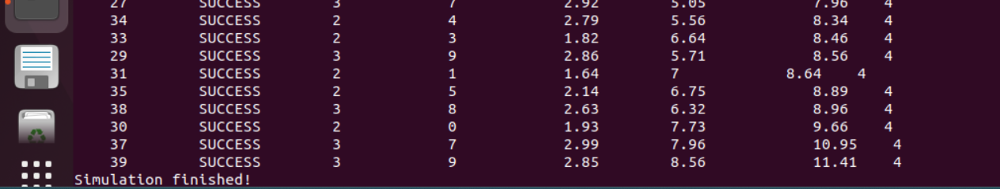 27 SUCCESS 3 7 2.92 5.05 7.96 4
34 SUCCESS 2 4 2.79 5.56 8.34 4
33 SUCCESS 2 3 1.82 6.64 8.46 4
29 SUCCESS 3 9 2.86 5.71 8.56 4
31 SUCCESS 2 1 1.64 7 8.64 4
35 SUCCESS 2 5 2.14 6.75 8.89 4
38 SUCCESS 3 8 2.63 6.32 8.96 4
30 SUCCESS 2 0 1.93 7.73 9.66 4
37 SUCCESS 3 7 2.99 7.96 10.95 4
39 SUCCESS 3 9 2.85 8.56 11.41 4
Simulation finished!